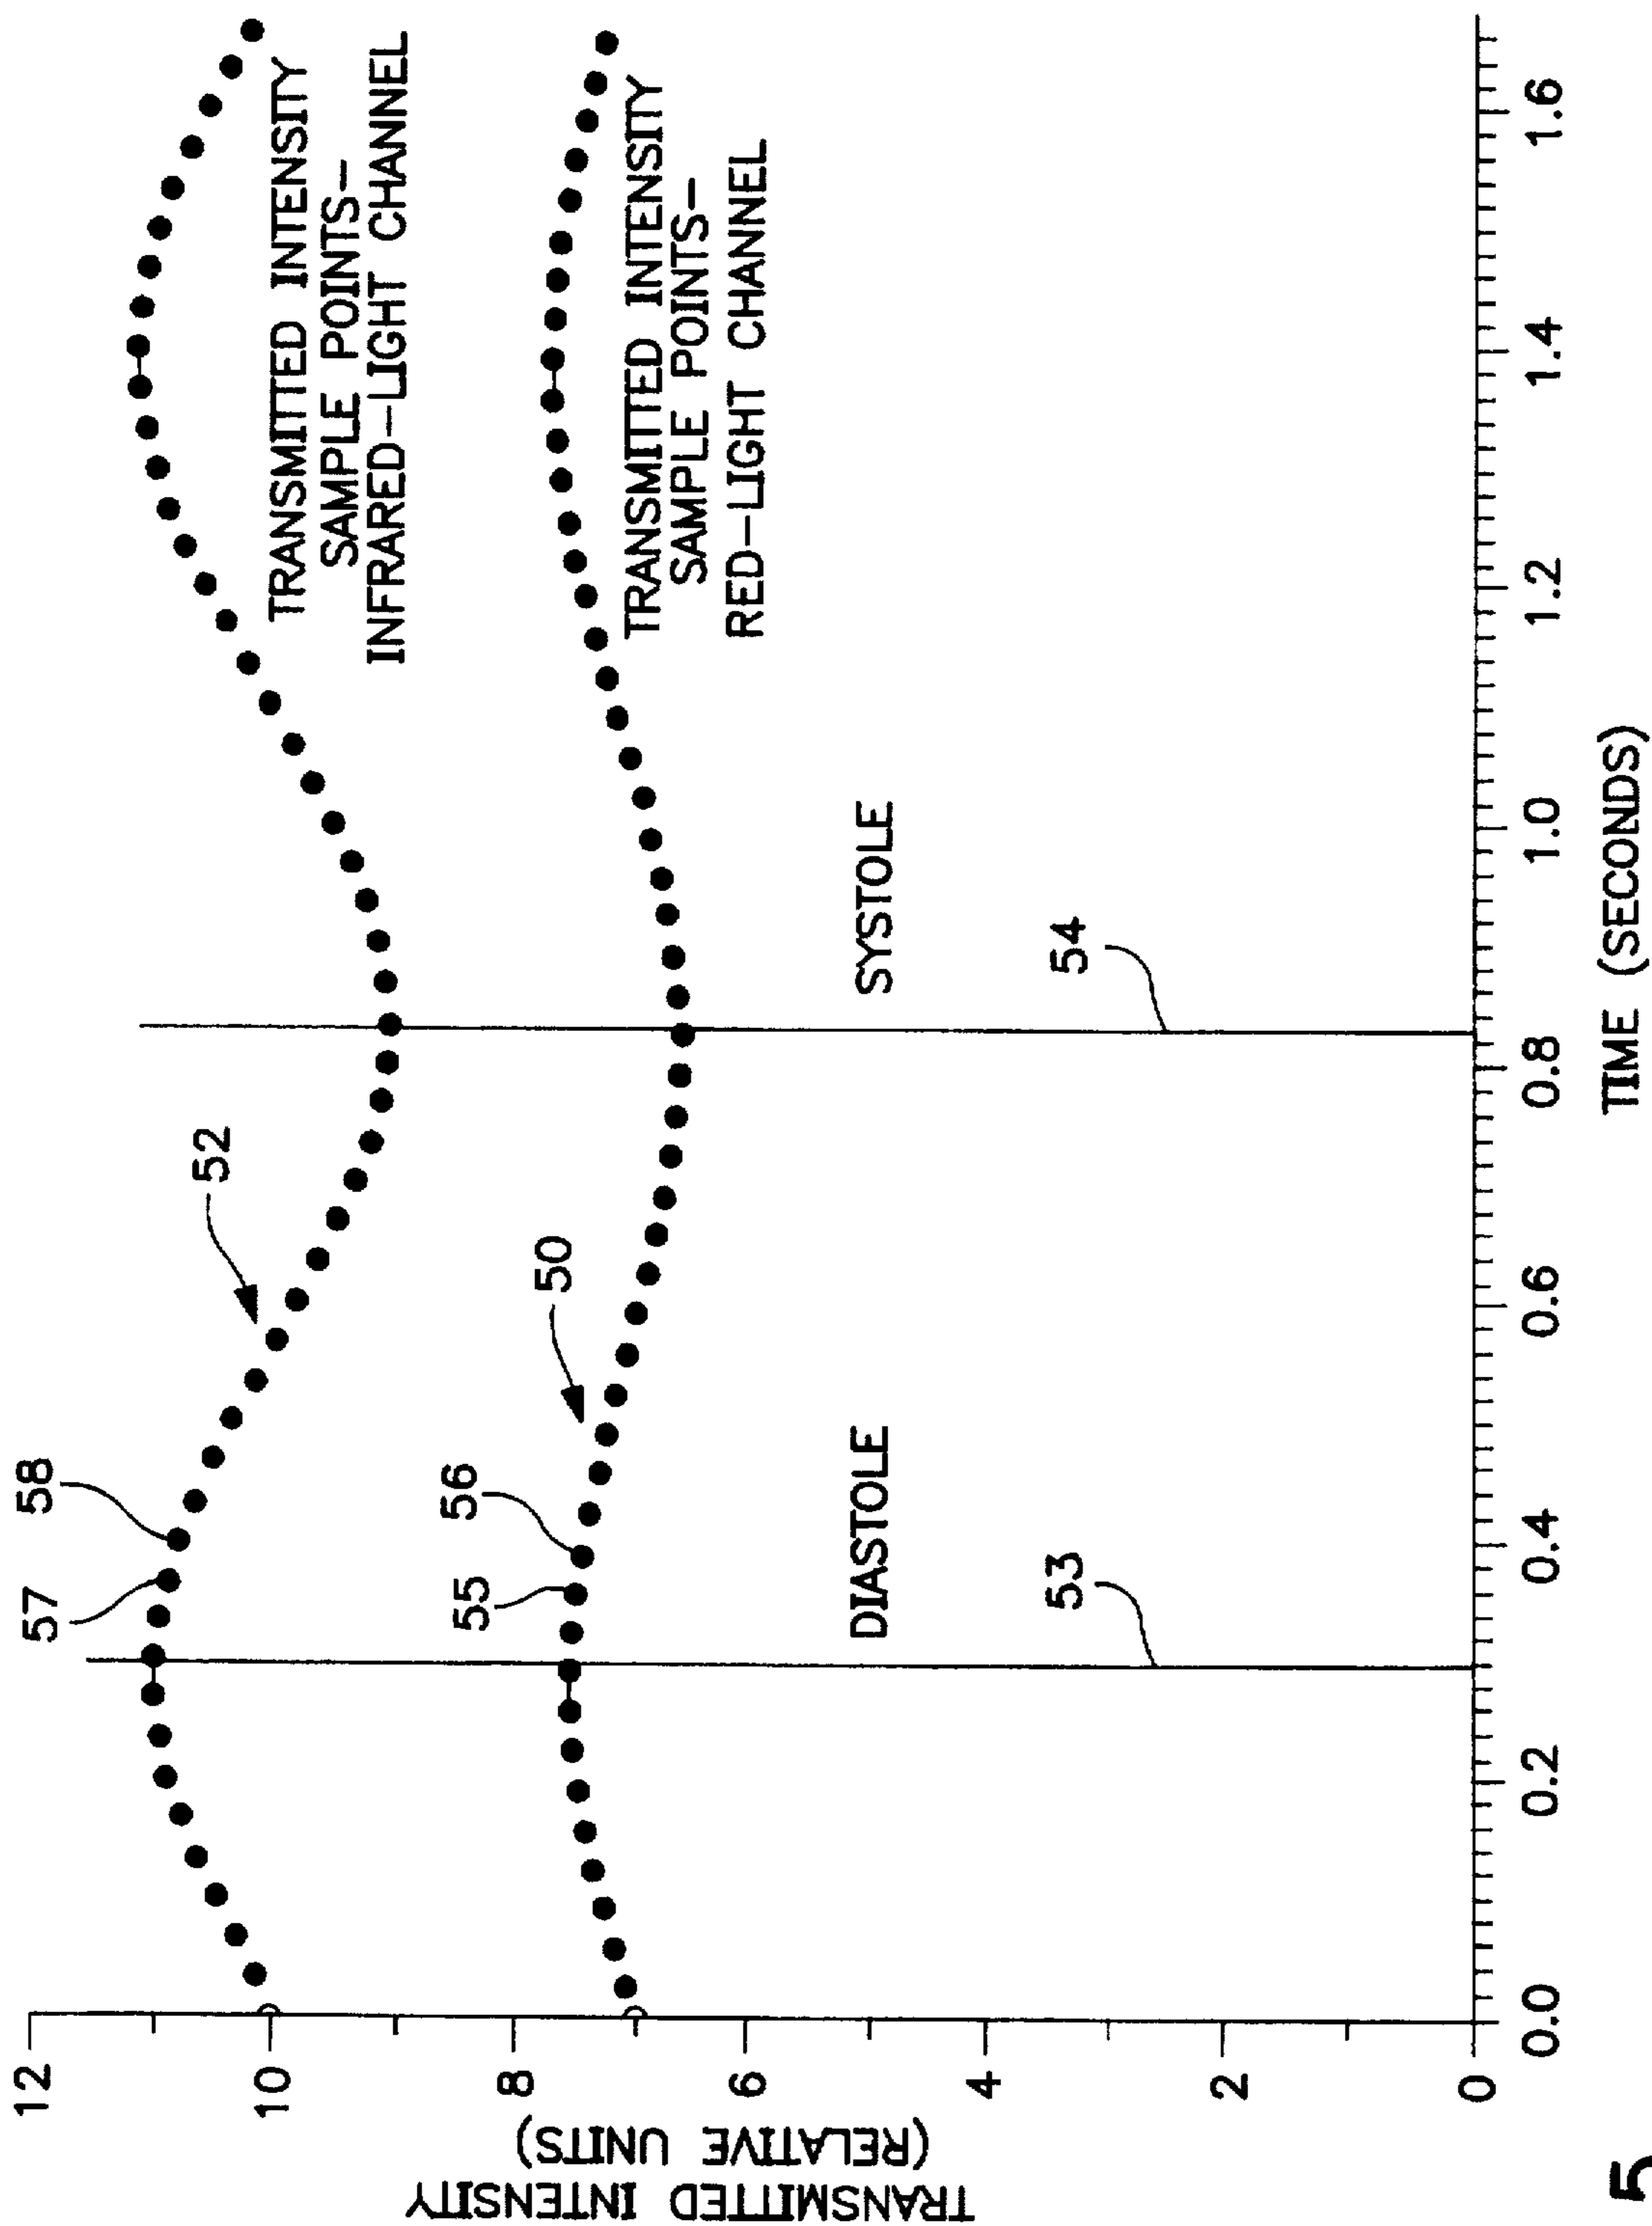 12
10
8
6
4
2
0
TRANSMITTED INTENSITY
(RELATIVE UNITS)
57
58
52
55
56
50
DIASTOLE
SYSTOLE
53
54
TRANSMITTED INTENSITY
SAMPLE POINTS-
INFRARED-LIGHT CHANNEL
TRANSMITTED INTENSITY
SAMPLE POINTS-
RED-LIGHT CHANNEL
0.0
0.2
0.4
0.6
0.8
1.0
1.2
1.4
1.6
TIME (SECONDS)
5